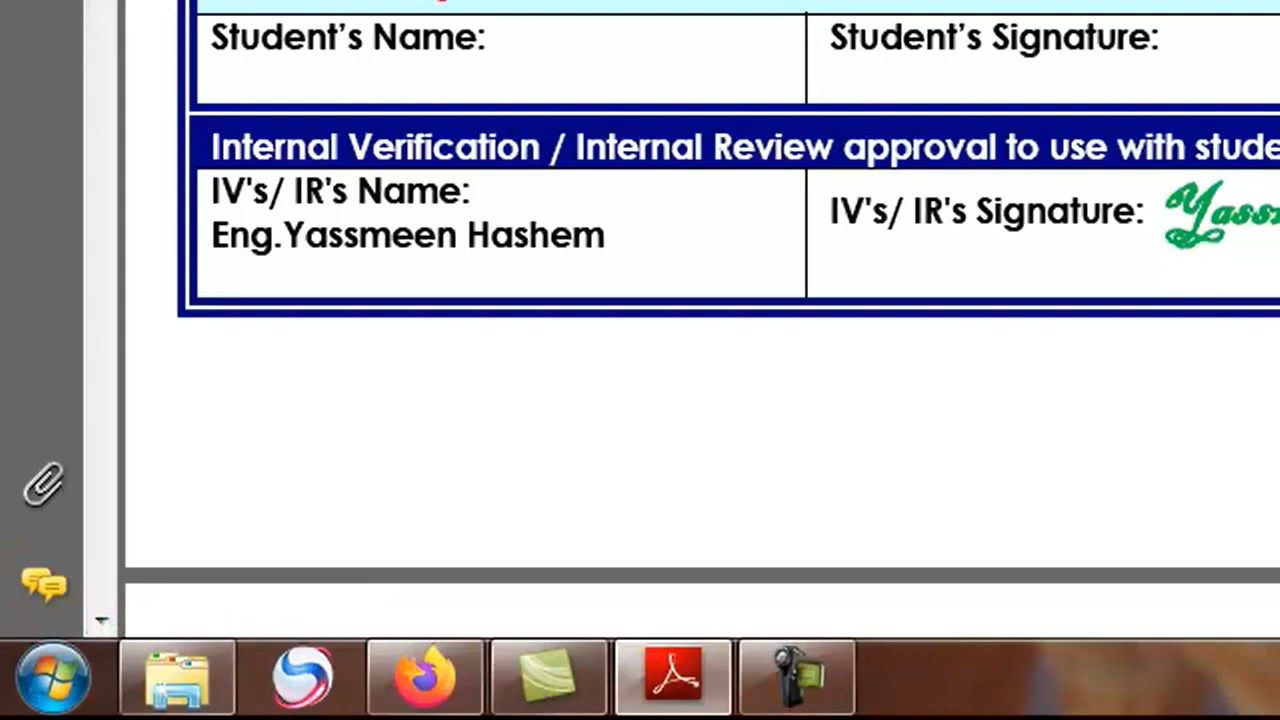 Student’s Name:
Student’s Signature:
Internal Verification / Internal Review approval to use with
IV's/ IR's Name:
Eng.Yassmeen Hashem
IV's/ IR's Signature: